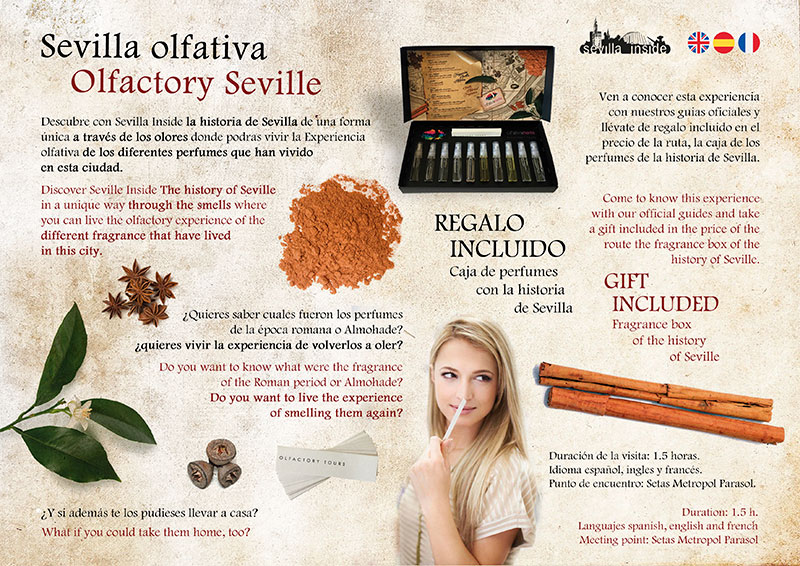 Sevilla olfativa
Olfactory Seville
Descubre con Sevilla Inside la historia de Sevilla de una forma
única a través de los olores donde podras vivir la Experiencia
olfativa de los diferentes perfumes que han vivido
en esta ciudad.
Discover Seville Inside The history of Seville
in a unique way through the smells where
you can live the olfactory experience of the
different fragrance that have lived
in this city.
¿Quieres saber cuales fueron los perfumes
de la época romana o Almohade?
¿quieres vivir la experiencia de volverlos a oler?
Do you want to know what were the fragrance
of the Roman period or Almohade?
Do you want to live the experience
of smelling them again?
OLFACTORY TOURS
¿Y si además te los pudieses llevar a casa?
What if you could take them home, too?
sevilla inside
Ven a conocer esta experiencia
con nuestros guias oficiales y
llévate de regalo incluido en el
precio de la ruta, la caja de los
perfumes de la historia de Sevilla.
Come to know this experience
with our official guides and take
a gift included in the price of the
route the fragrance box of the
history of Seville.
REGALO
INCLUIDO
Caja de perfumes
con la historia
de Sevilla
GIFT
INCLUDED
Fragrance box
of the history
of Seville
Duración de la visita: 1.5 horas.
Idioma español, ingles y francés.
Punto de encuentro: Setas Metropol Parasol.
Duration: 1.5 h.
Languajes spanish, english and french
Meeting point: Setas Metropol Parasol